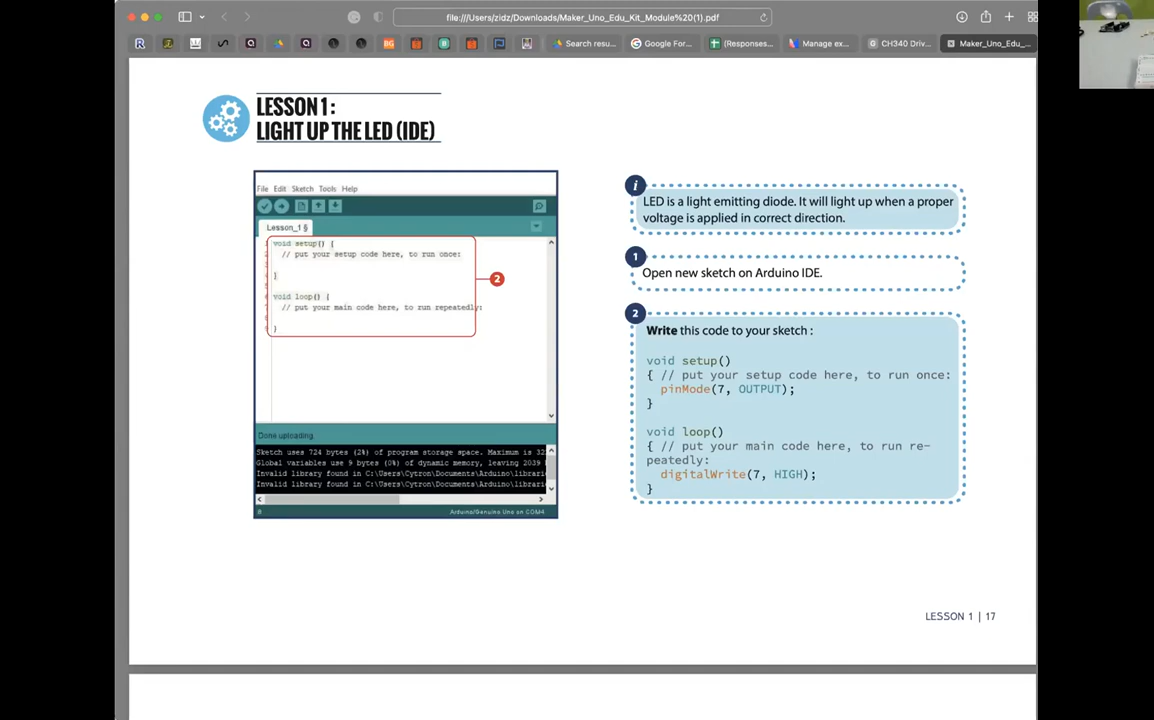 file:///Users/zidz/Downloads/Maker_Uno_Edu_Kit_Module%20(1).pdf
Search resu...
Google For...
(Responses...
Manage ex...
CH340 Driv...
Maker_Uno_Edu_...
LESSON 1 :
LIGHT UP THE LED (IDE)
File Edit Sketch Tools Help
Lesson_1 §
void setup() {
// put your setup code here, to run once:
}
void loop() {
// put your main code here, to run repeatedly:
}
2
Done uploading.
Sketch uses 724 bytes (2%) of program storage space. Maximum is 32
Global variables use 9 bytes (0%) of dynamic memory, leaving 2039
Invalid library found in C:\Users\Cytron\Documents\Arduino\librari
Invalid library found in C:\Users\Cytron\Documents\Arduino\librari
8 Arduino/Genuino Uno on COM4
i
LED is a light emitting diode. It will light up when a proper
voltage is applied in correct direction.
1
Open new sketch on Arduino IDE.
2
Write this code to your sketch :
void setup()
{ // put your setup code here, to run once:
pinMode(7, OUTPUT);
}
void loop()
{ // put your main code here, to run re-
peatedly:
digitalWrite(7, HIGH);
}
LESSON 1 | 17